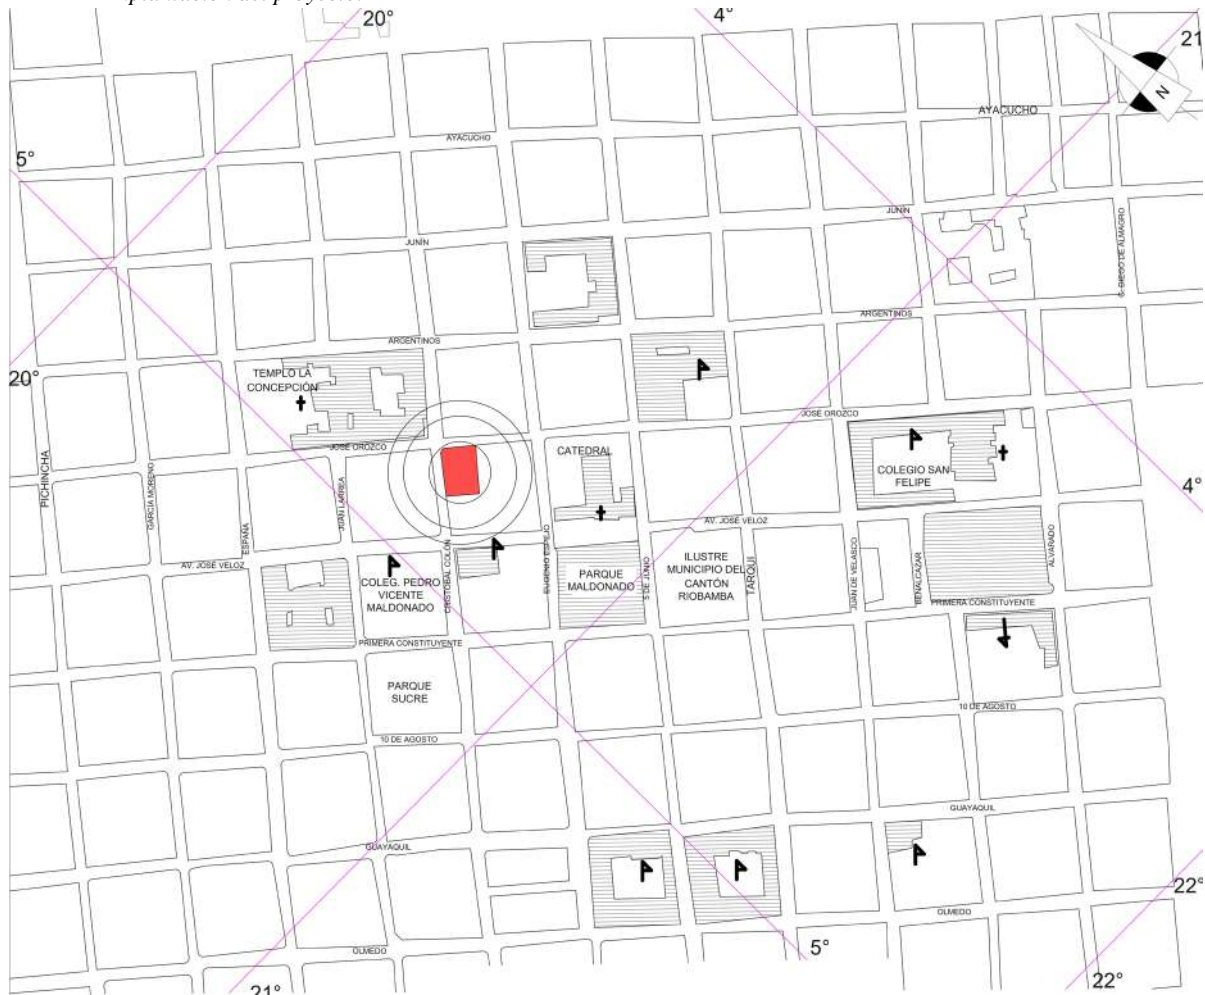 20°
4°
21
N
AYACUCHO
AYACUCHO
5°
JUNÍN
JUNÍN
G. DIEGO DE ALMAGRO
ARGENTINOS
ARGENTINOS
20°
TEMPLO LA
CONCEPCIÓN
JOSÉ OROZCO
JOSÉ OROZCO
PICHINCHA
GARCÍA MORENO
ESPAÑA
JUAN LARREA
CATEDRAL
COLEGIO SAN
FELIPE
4°
AV. JOSÉ VELOZ
AV. JOSÉ VELOZ
CRISTOBAL COLÓN
EUGENIO ESPEJO
5 DE JUNIO
TARQUI
JUAN DE VELASCO
BENALCAZAR
ALVARADO
COLEG. PEDRO
VICENTE
MALDONADO
PARQUE
MALDONADO
ILUSTRE
MUNICIPIO DEL
CANTÓN
RIOBAMBA
PRIMERA CONSTITUYENTE
PRIMERA CONSTITUYENTE
PARQUE
SUCRE
10 DE AGOSTO
10 DE AGOSTO
GUAYAQUIL
GUAYAQUIL
22°
OLMEDO
OLMEDO
5°
22°
21°